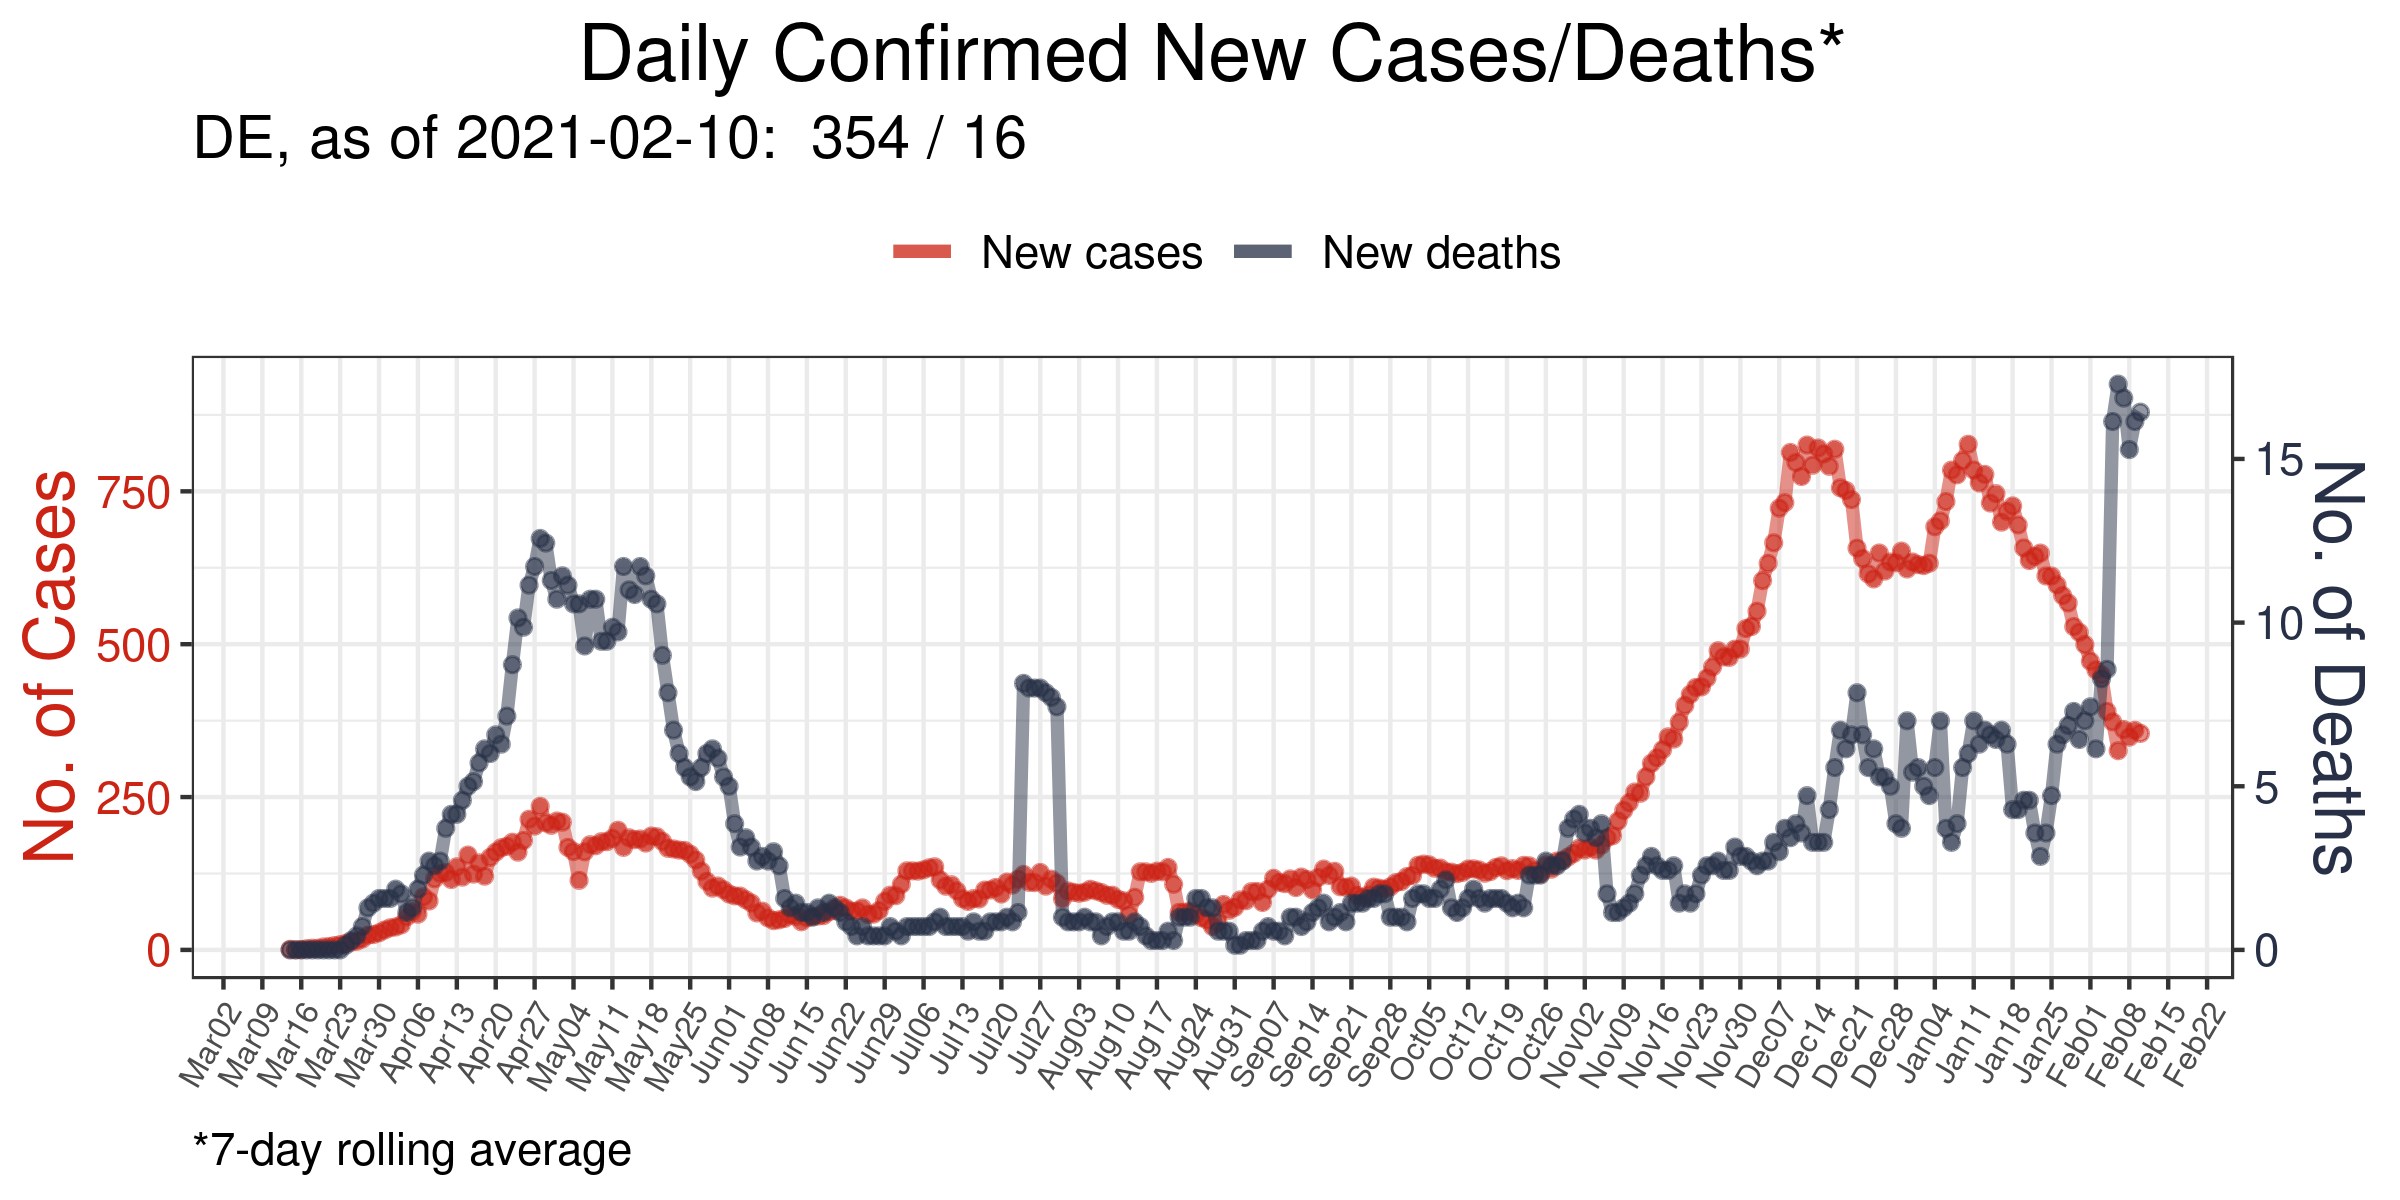 Daily Confirmed New Cases/Deaths*
DE, as of 2021-02-10:  354 / 16
New cases
New deaths
No. of Cases
750
500
250
0
15
10
5
0
No. of Deaths
Mar02
Mar09
Mar16
Mar23
Mar30
Apr06
Apr13
Apr20
Apr27
May04
May11
May18
May25
Jun01
Jun08
Jun15
Jun22
Jun29
Jul06
Jul13
Jul20
Jul27
Aug03
Aug10
Aug17
Aug24
Aug31
Sep07
Sep14
Sep21
Sep28
Oct05
Oct12
Oct19
Oct26
Nov02
Nov09
Nov16
Nov23
Nov30
Dec07
Dec14
Dec21
Dec28
Jan04
Jan11
Jan18
Jan25
Feb01
Feb08
Feb15
Feb22
*7-day rolling average